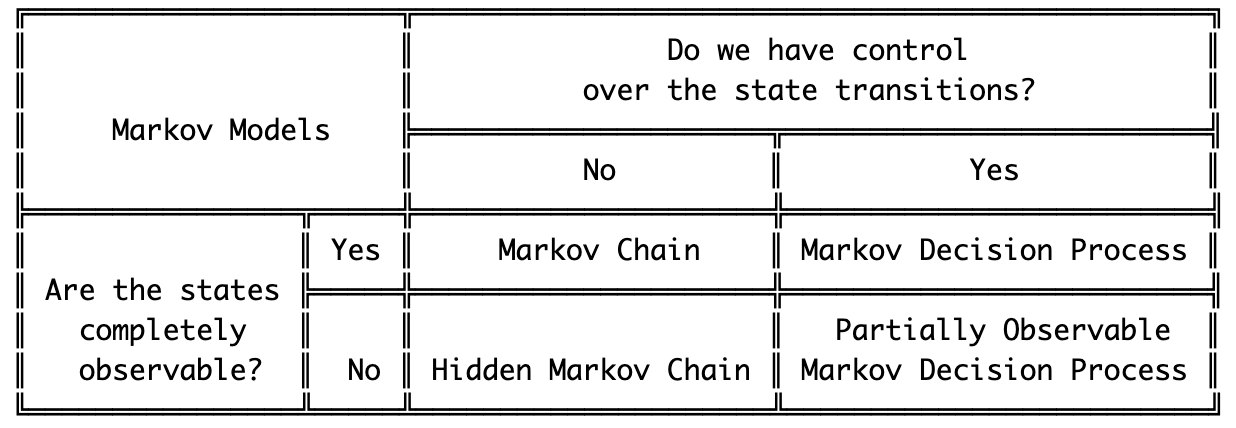 Do we have control
over the state transitions?
Markov Models
No
Yes
Yes
Markov Chain
Markov Decision Process
Are the states
completely
observable?
No
Hidden Markov Chain
Partially Observable
Markov Decision Process